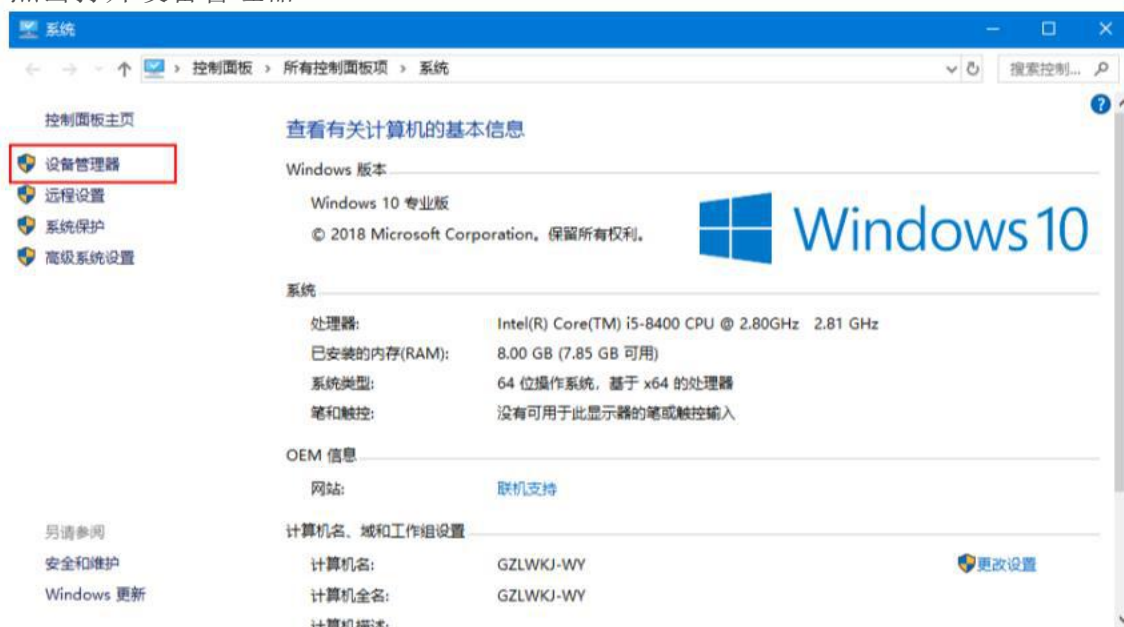 系统
控制面板 › 所有控制面板项 › 系统
搜索控制...
控制面板主页
设备管理器
远程设置
系统保护
高级系统设置
查看有关计算机的基本信息
Windows 版本
Windows 10 专业版
© 2018 Microsoft Corporation。保留所有权利。
Windows 10
系统
处理器: Intel(R) Core(TM) i5-8400 CPU @ 2.80GHz 2.81 GHz
已安装的内存(RAM): 8.00 GB (7.85 GB 可用)
系统类型: 64 位操作系统, 基于 x64 的处理器
笔和触控: 没有可用于此显示器的笔或触控输入
OEM 信息
网站: 联机支持
计算机名、域和工作组设置
计算机名: GZLWKJ-WY
更改设置
计算机全名: GZLWKJ-WY
另请参阅
安全和维护
Windows 更新